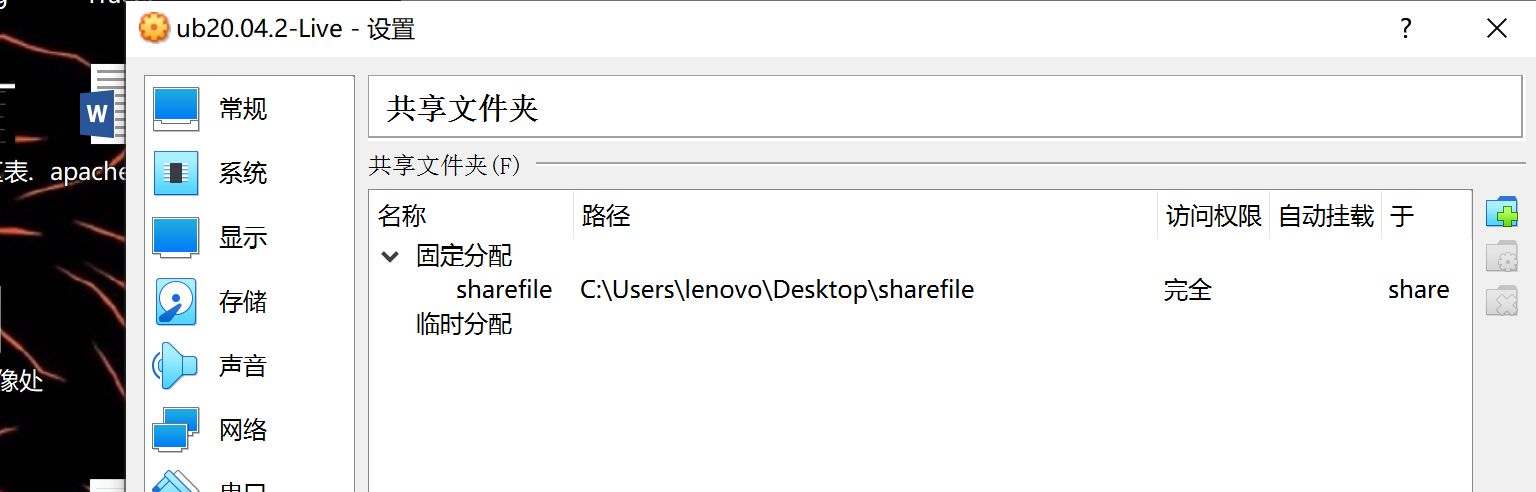 ub20.04.2-Live - 设置
?
常规
系统
显示
存储
声音
网络
串口
共享文件夹
共享文件夹(F)
名称 路径 访问权限 自动挂载 于
固定分配
sharefile C:\Users\lenovo\Desktop\sharefile 完全 share
临时分配
W
表. apache
像处